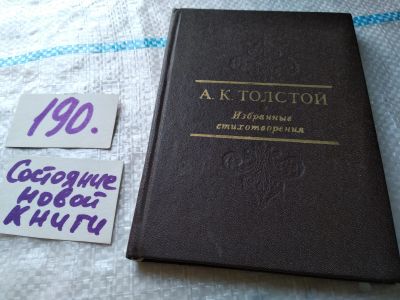 190.
Состояние
новой
книги
А. К. ТОЛСТОЙ
Избранные
стихотворения